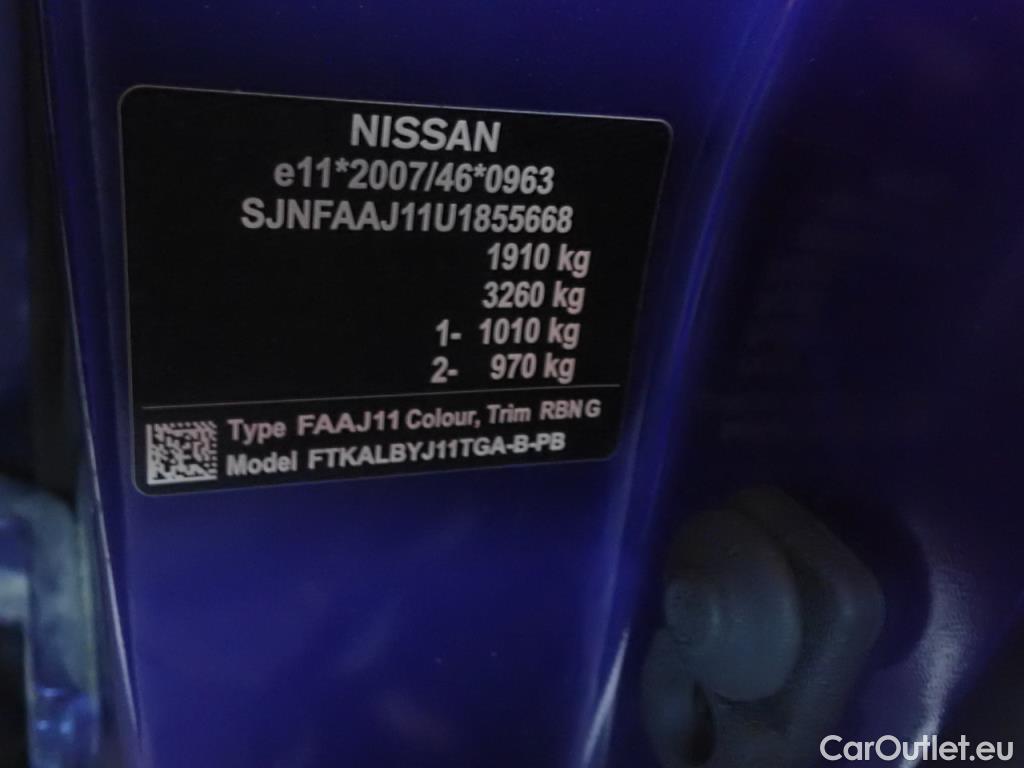 NISSAN
e11*2007/46*0963
SJNFAAJ11U1855668
1910 kg
3260 kg
1- 1010 kg
2- 970 kg
Type FAAJ11 Colour, Trim RBN G
Model FTKALBYJ11TGA-B-PB
CarOutlet.eu